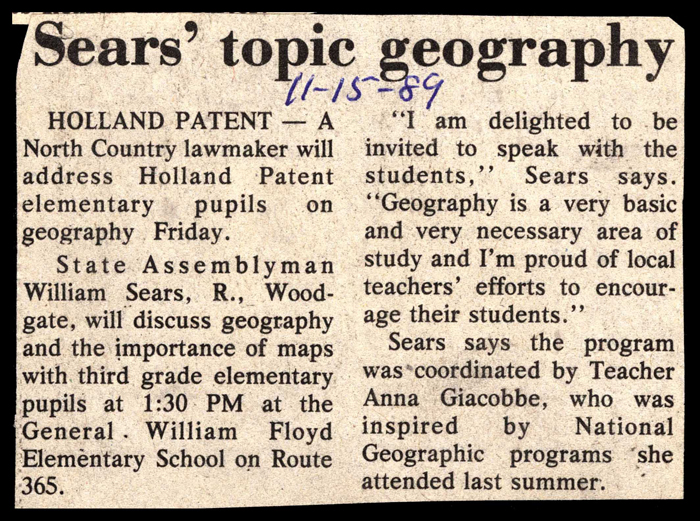 Sears' topic geography
11-15-89
HOLLAND PATENT — A
North Country lawmaker will
address Holland Patent
elementary pupils on
geography Friday.
State Assemblyman
William Sears, R., Wood-
gate, will discuss geography
and the importance of maps
with third grade elementary
pupils at 1:30 PM at the
General William Floyd
Elementary School on Route
365.
"I am delighted to be
invited to speak with the
students," Sears says.
"Geography is a very basic
and very necessary area of
study and I'm proud of local
teachers' efforts to encour-
age their students."
Sears says the program
was coordinated by Teacher
Anna Giacobbe, who was
inspired by National
Geographic programs she
attended last summer.